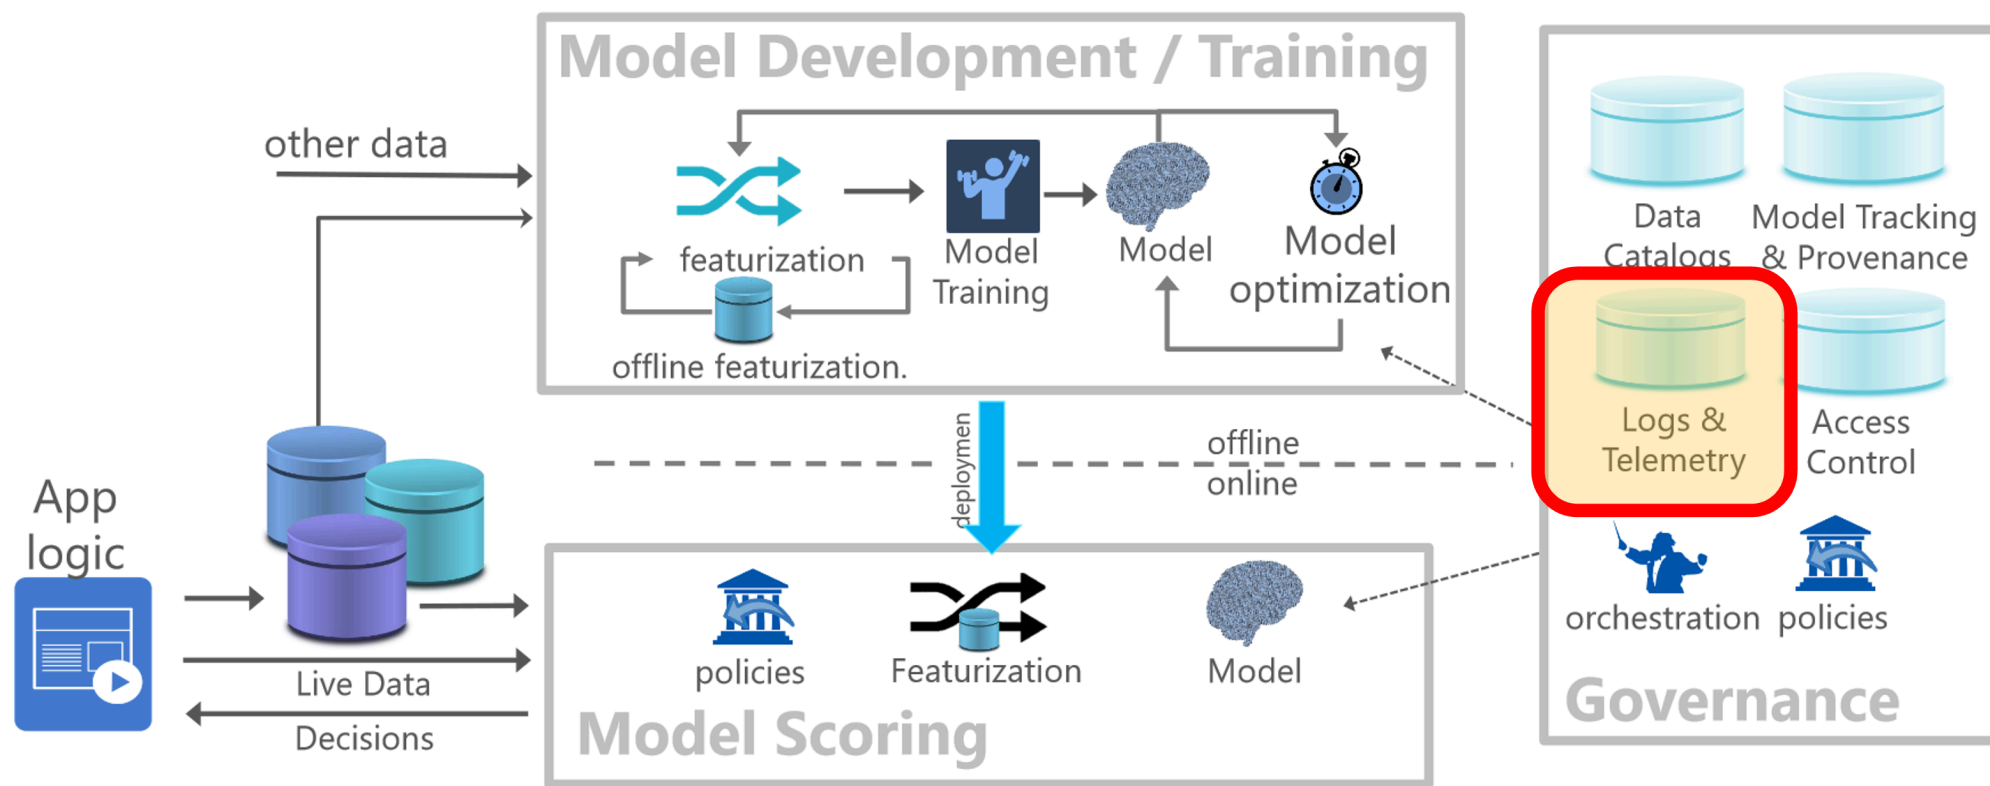 Model Development / Training
other data
featurization
Model
Training
Model
Model
optimization
offline featurization.
Data
Catalogs
Model Tracking
& Provenance
Logs &
Telemetry
Access
Control
deploymen
offline
online
App
logic
Live Data
Decisions
policies
Featurization
Model
Model Scoring
orchestration
policies
Governance